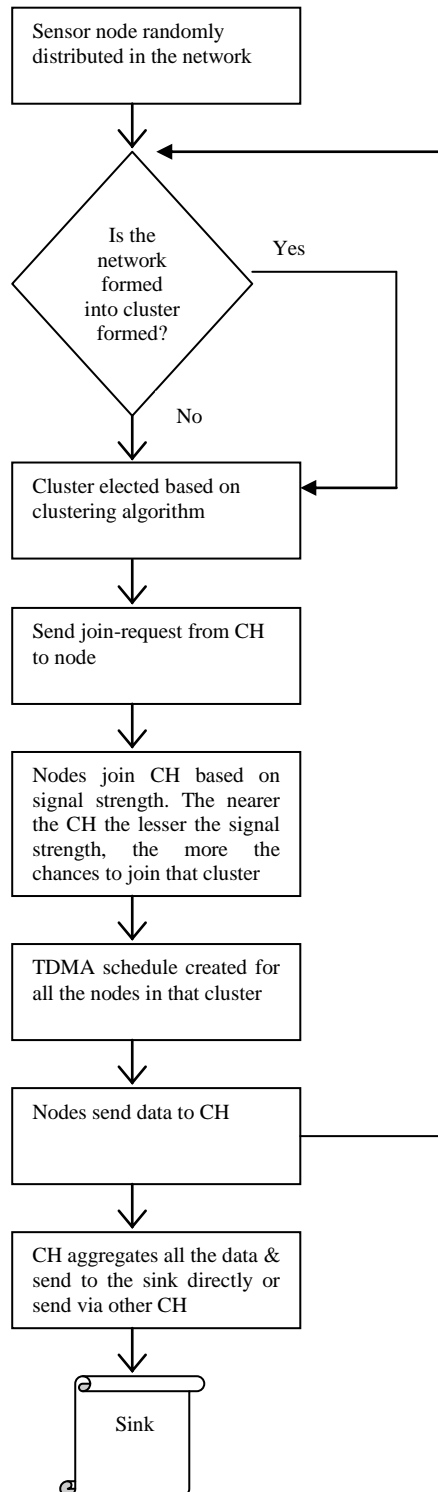 Sensor node randomly
distributed in the network
Is the
network
formed
into cluster
formed?
Yes
No
Cluster elected based on
clustering algorithm
Send join-request from CH
to node
Nodes join CH based on
signal strength. The nearer
the CH the lesser the signal
strength, the more the
chances to join that cluster
TDMA schedule created for
all the nodes in that cluster
Nodes send data to CH
CH aggregates all the data &
send to the sink directly or
send via other CH
Sink